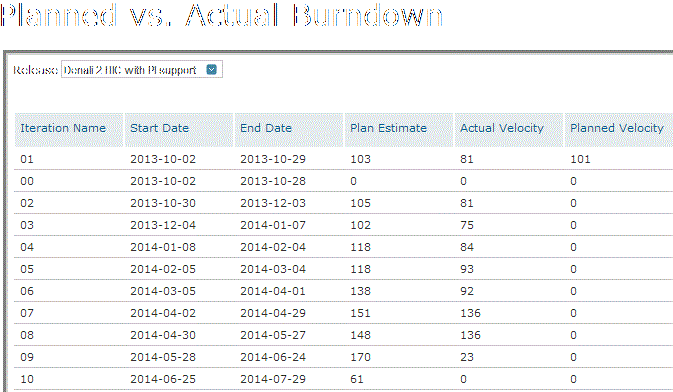 Planned vs. Actual Burndown
Release Denali 2 IIC with PI support
Iteration Name Start Date End Date Plan Estimate Actual Velocity Planned Velocity
01 2013-10-02 2013-10-29 103 81 101
00 2013-10-02 2013-10-28 0 0 0
02 2013-10-30 2013-12-03 105 81 0
03 2013-12-04 2014-01-07 102 75 0
04 2014-01-08 2014-02-04 118 84 0
05 2014-02-05 2014-03-04 118 93 0
06 2014-03-05 2014-04-01 138 92 0
07 2014-04-02 2014-04-29 151 136 0
08 2014-04-30 2014-05-27 148 136 0
09 2014-05-28 2014-06-24 170 23 0
10 2014-06-25 2014-07-29 61 0 0